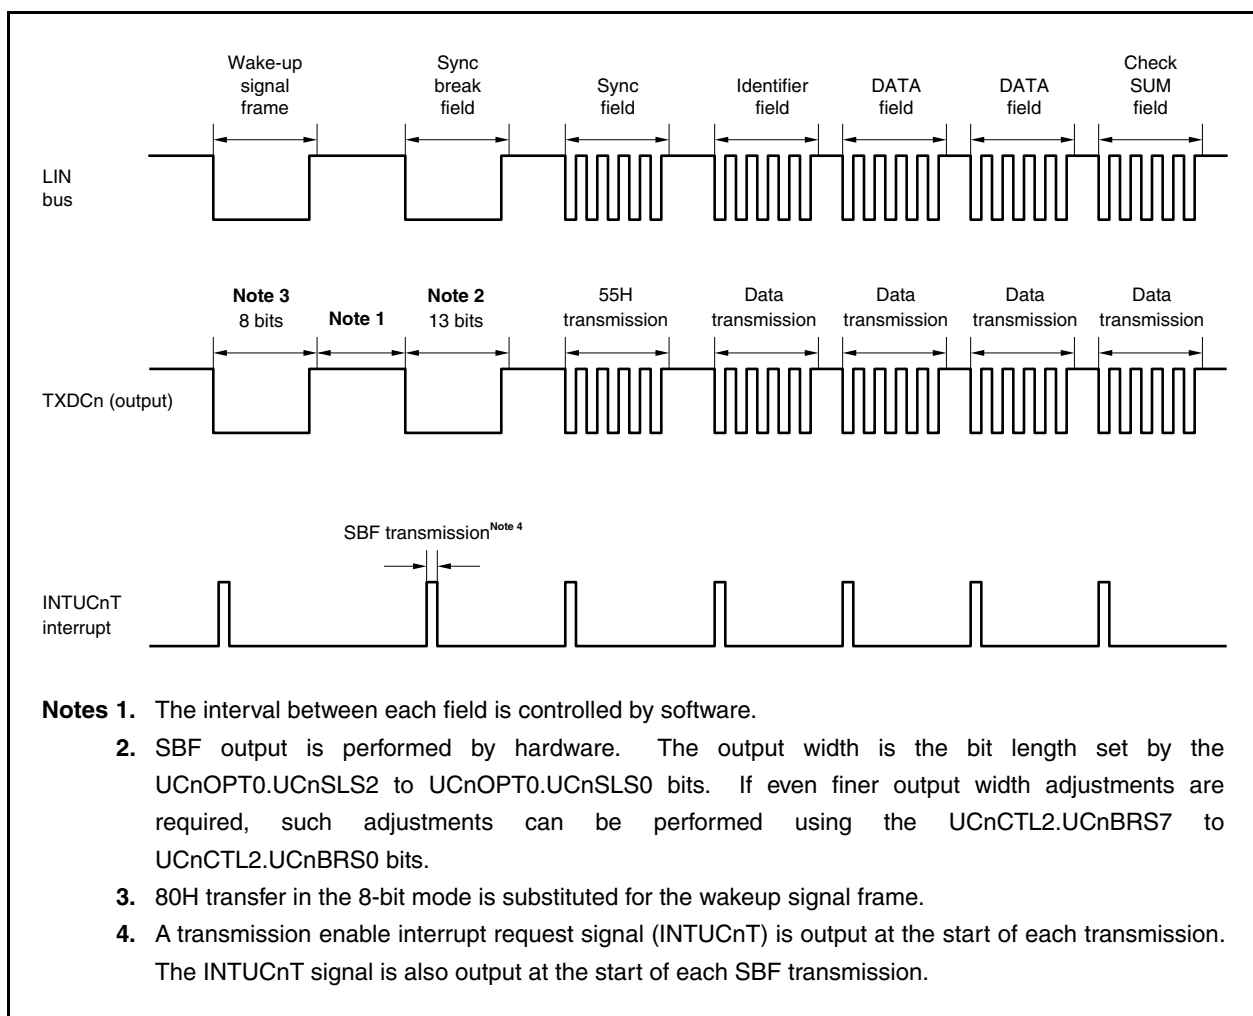 Wake-up signal frame
Sync break field
Sync field
Identifier field
DATA field
DATA field
Check SUM field
LIN bus
Note 3 8 bits
Note 1
Note 2 13 bits
55H transmission
Data transmission
Data transmission
Data transmission
Data transmission
TXDCn (output)
SBF transmission Note 4
INTUCnT interrupt
Notes 1. The interval between each field is controlled by software.
2. SBF output is performed by hardware. The output width is the bit length set by the
UCnOPT0.UCnSLS2 to UCnOPT0.UCnSLS0 bits. If even finer output width adjustments are
required, such adjustments can be performed using the UCnCTL2.UCnBRS7 to
UCnCTL2.UCnBRS0 bits.
3. 80H transfer in the 8-bit mode is substituted for the wakeup signal frame.
4. A transmission enable interrupt request signal (INTUCnT) is output at the start of each transmission.
The INTUCnT signal is also output at the start of each SBF transmission.